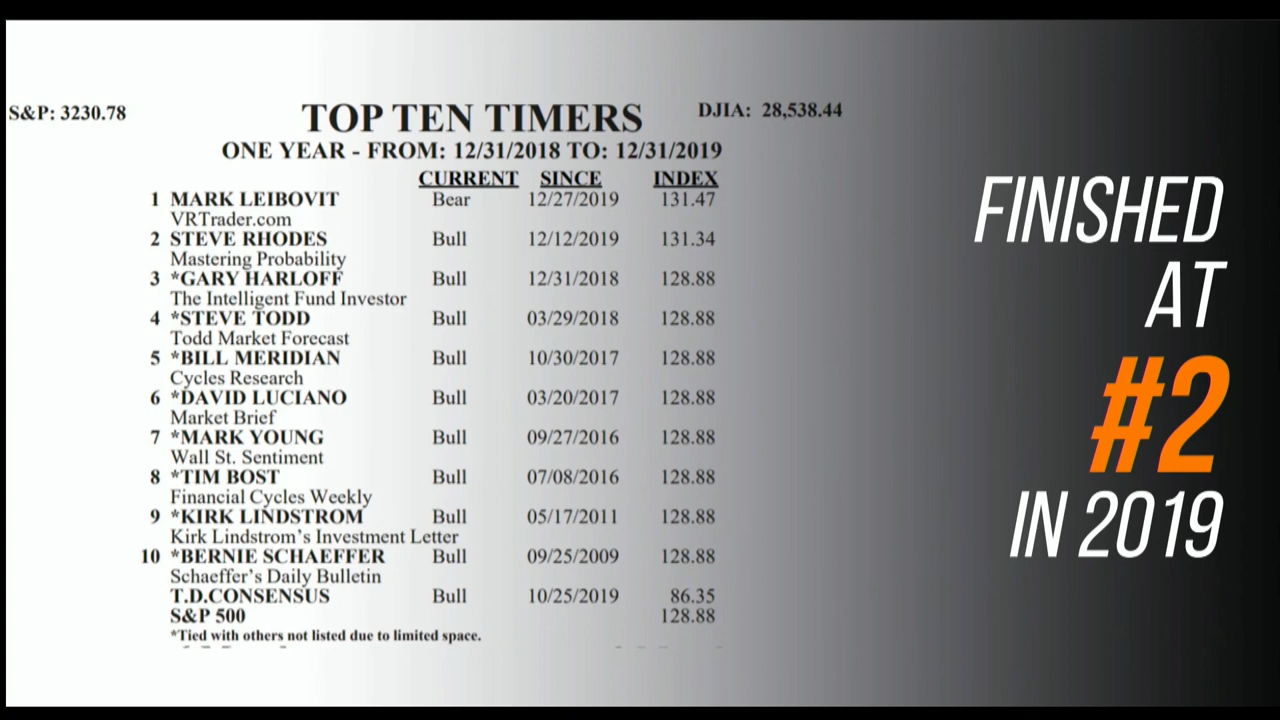 S&P: 3230.78
TOP TEN TIMERS
DJIA: 28,538.44
ONE YEAR - FROM: 12/31/2018 TO: 12/31/2019
CURRENT SINCE INDEX
1 MARK LEIBOVIT Bear 12/27/2019 131.47
VRTrader.com
2 STEVE RHODES Bull 12/12/2019 131.34
Mastering Probability
3 *GARY HARLOFF Bull 12/31/2018 128.88
The Intelligent Fund Investor
4 *STEVE TODD Bull 03/29/2018 128.88
Todd Market Forecast
5 *BILL MERIDIAN Bull 10/30/2017 128.88
Cycles Research
6 *DAVID LUCIANO Bull 03/20/2017 128.88
Market Brief
7 *MARK YOUNG Bull 09/27/2016 128.88
Wall St. Sentiment
8 *TIM BOST Bull 07/08/2016 128.88
Financial Cycles Weekly
9 *KIRK LINDSTROM Bull 05/17/2011 128.88
Kirk Lindstrom's Investment Letter
10 *BERNIE SCHAEFFER Bull 09/25/2009 128.88
Schaeffer's Daily Bulletin
T.D.CONSENSUS Bull 10/25/2019 86.35
S&P 500 128.88
*Tied with others not listed due to limited space.
FINISHED
AT
#2
IN 2019